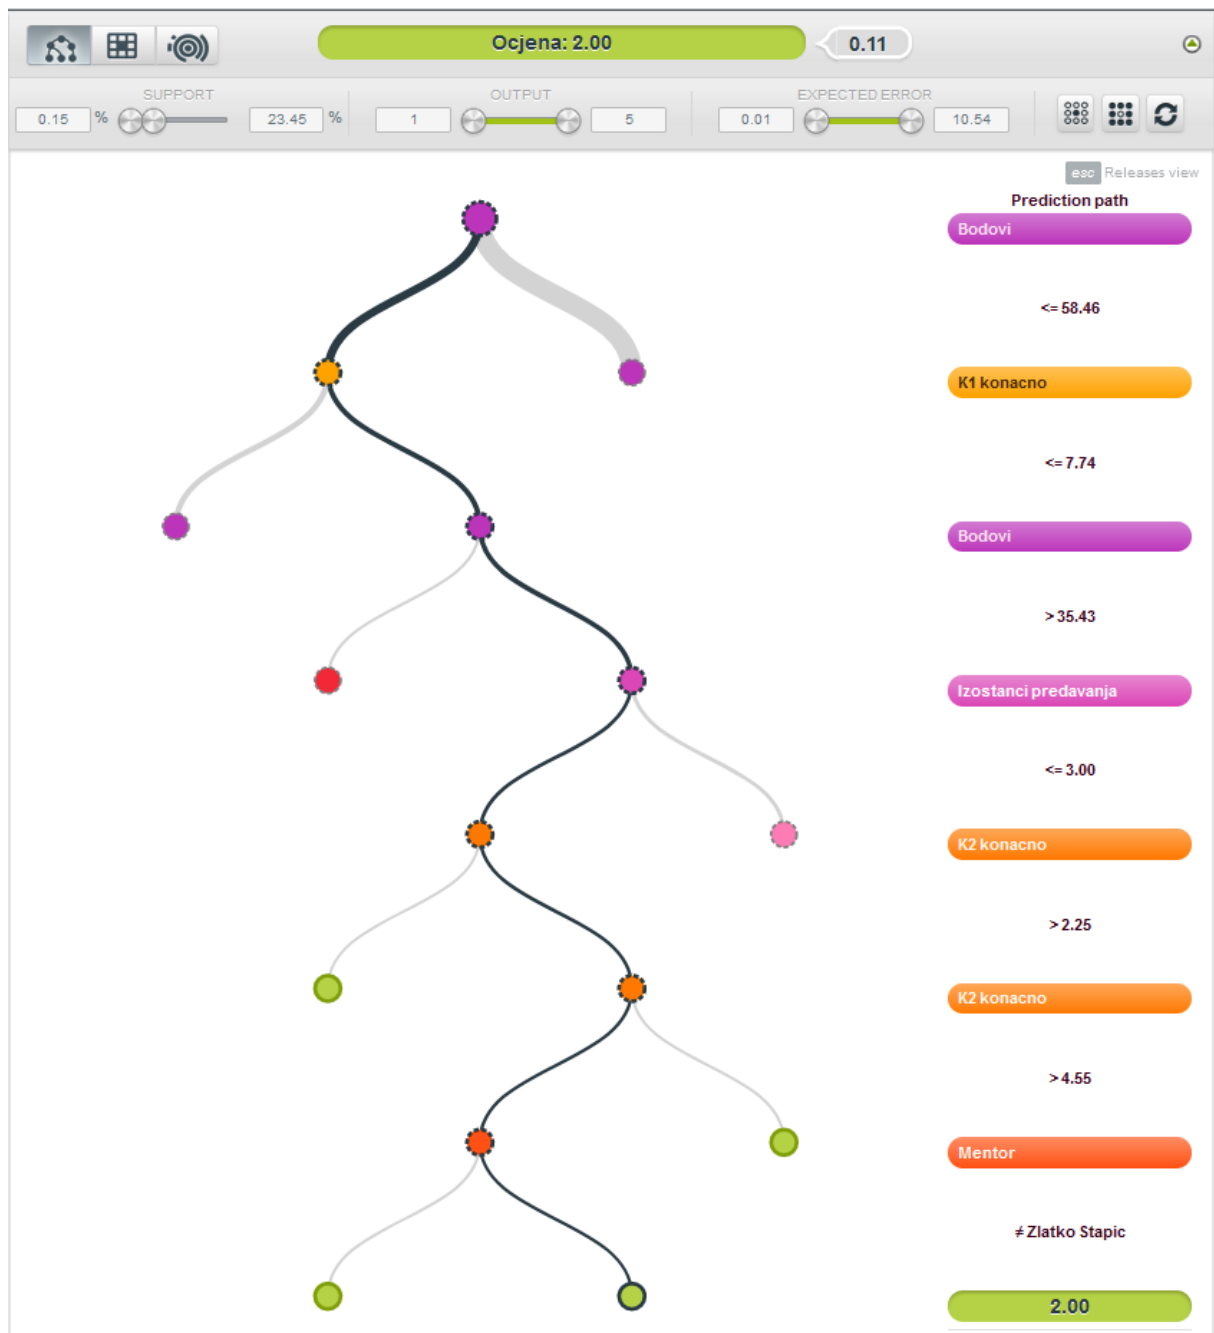 Ocjena: 2.00
0.11
SUPPORT
OUTPUT
EXPECTED ERROR
0.15 %
23.45 %
1
5
0.01
10.54
esc Releases view
Prediction path
Bodovi
<= 58.46
K1 konacno
<= 7.74
Bodovi
> 35.43
Izostanci predavanja
<= 3.00
K2 konacno
> 2.25
K2 konacno
> 4.55
Mentor
≠ Zlatko Stapic
2.00